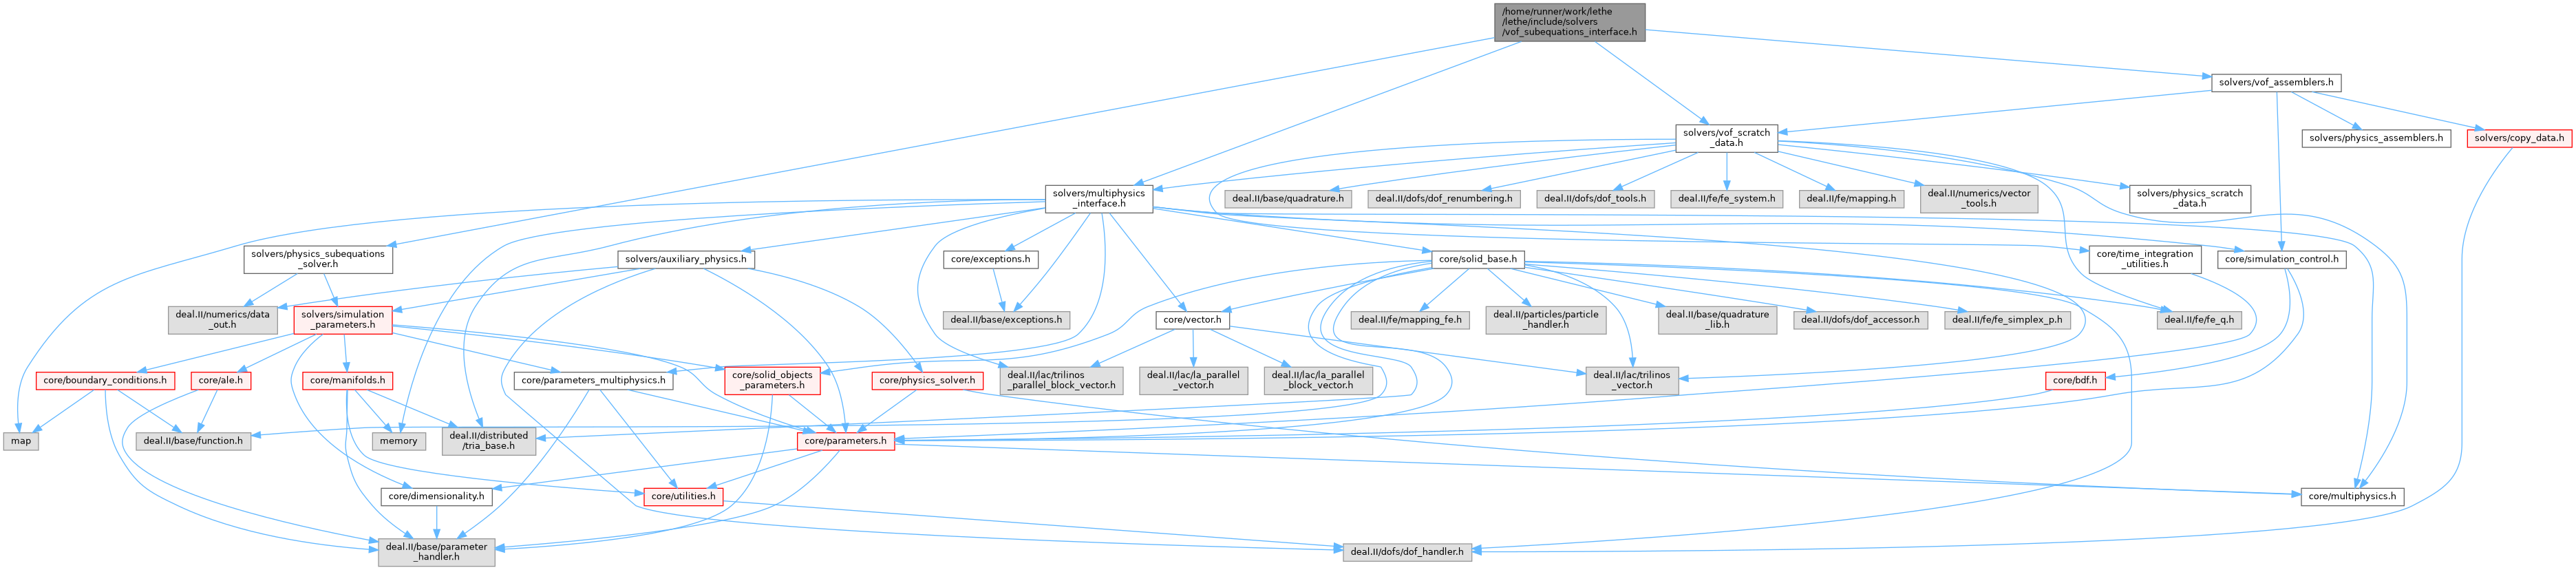 /home/runner/work/lethe
/lethe/include/solvers
/vof_subequations_interface.h
solvers/vof_assemblers.h
solvers/vof_scratch
_data.h
solvers/physics_assemblers.h
solvers/copy_data.h
solvers/multiphysics
_interface.h
deal.II/base/quadrature.h
deal.II/dofs/dof_renumbering.h
deal.II/dofs/dof_tools.h
deal.II/fe/fe_system.h
deal.II/fe/mapping.h
deal.II/numerics/vector
_tools.h
solvers/physics_scratch
_data.h
solvers/physics_subequations
_solver.h
solvers/auxiliary_physics.h
core/exceptions.h
core/solid_base.h
core/time_integration
_utilities.h
core/simulation_control.h
deal.II/numerics/data
_out.h
solvers/simulation
_parameters.h
deal.II/base/exceptions.h
core/vector.h
deal.II/fe/mapping_fe.h
deal.II/particles/particle
_handler.h
deal.II/base/quadrature
_lib.h
deal.II/dofs/dof_accessor.h
deal.II/fe/fe_simplex_p.h
deal.II/fe/fe_q.h
core/boundary_conditions.h
core/ale.h
core/manifolds.h
core/parameters_multiphysics.h
core/solid_objects
_parameters.h
core/physics_solver.h
deal.II/lac/trilinos
_parallel_block_vector.h
deal.II/lac/la_parallel
_vector.h
deal.II/lac/la_parallel
_block_vector.h
deal.II/lac/trilinos
_vector.h
core/bdf.h
map
deal.II/base/function.h
memory
deal.II/distributed
/tria_base.h
core/parameters.h
core/dimensionality.h
core/utilities.h
core/multiphysics.h
deal.II/base/parameter
_handler.h
deal.II/dofs/dof_handler.h